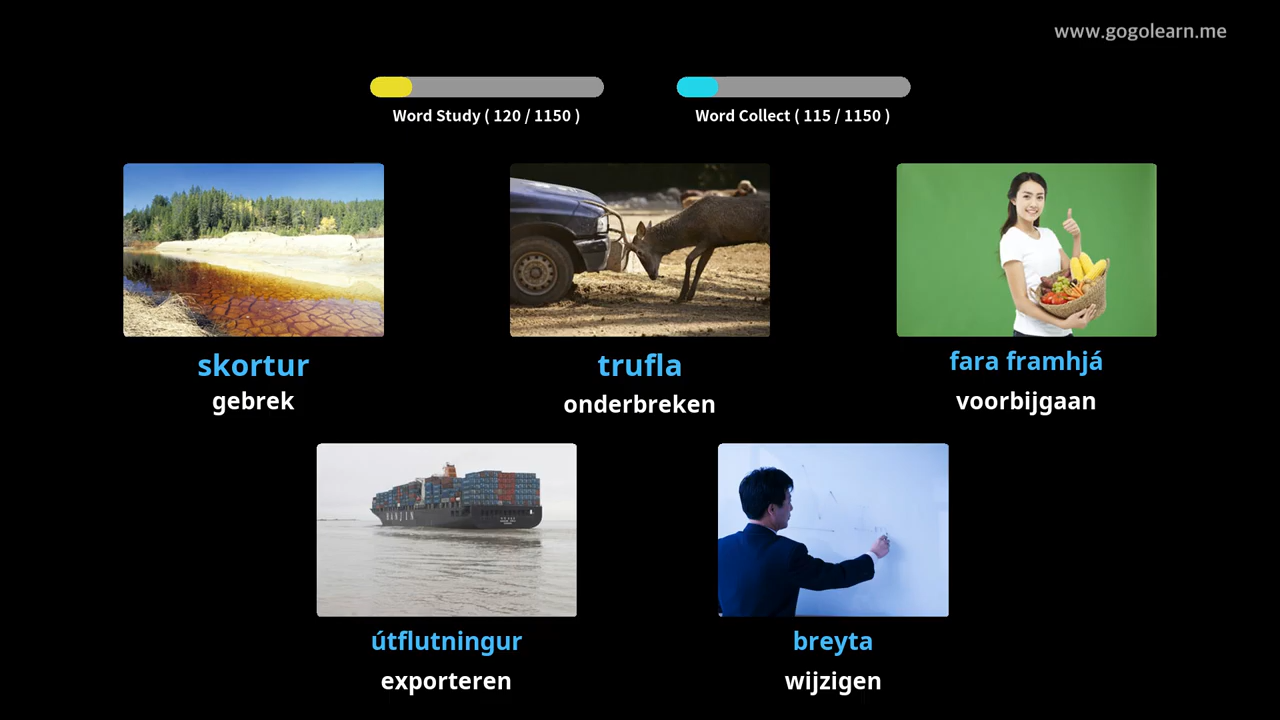 www.gogolearn.me
Word Study ( 120 / 1150 )
Word Collect ( 115 / 1150 )
skortur
gebrek
trufla
onderbreken
fara framhjá
voorbijgaan
HANJIN
útflutningur
exporteren
breyta
wijzigen